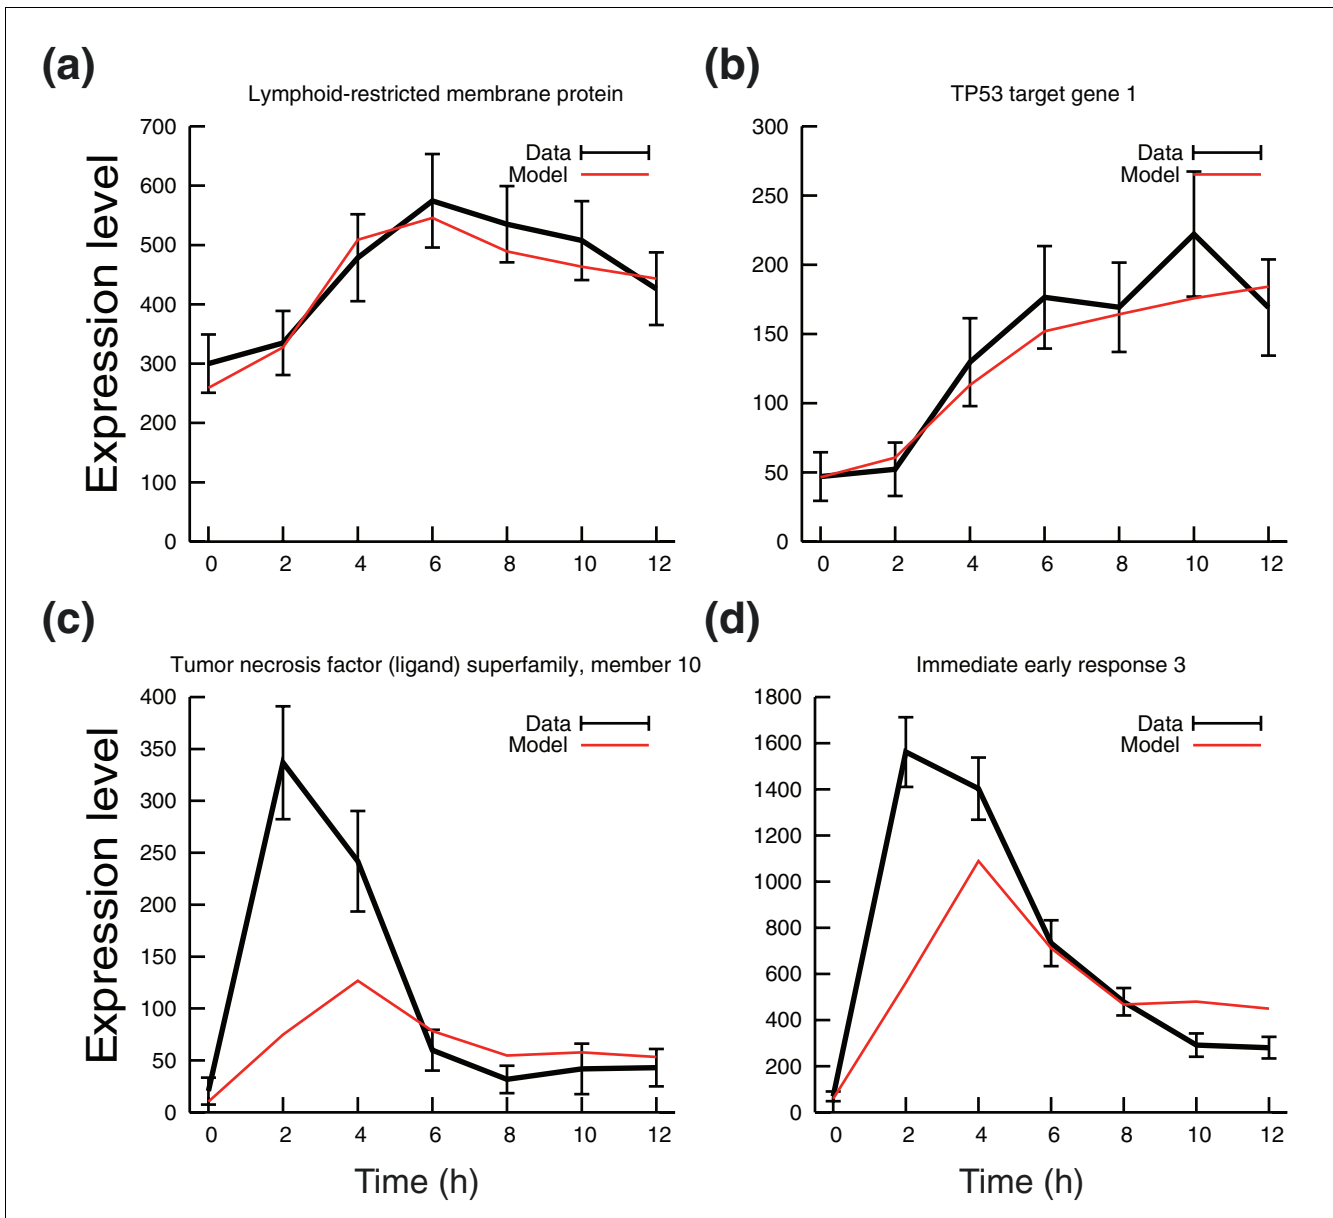 (a)
Lymphoid-restricted membrane protein
Expression level
700
600
500
400
300
200
100
0
Data
Model
0 2 4 6 8 10 12
(b)
TP53 target gene 1
300
250
200
150
100
50
0
Data
Model
0 2 4 6 8 10 12
(c)
Tumor necrosis factor (ligand) superfamily, member 10
Expression level
400
350
300
250
200
150
100
50
0
Data
Model
0 2 4 6 8 10 12
Time (h)
(d)
Immediate early response 3
1800
1600
1400
1200
1000
800
600
400
200
0
Data
Model
0 2 4 6 8 10 12
Time (h)